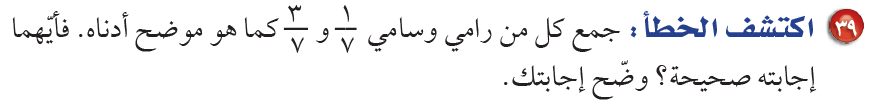 ٣٩ اكتشف الخطأ: جمع كل من رامي وسامي ١/٧ و ٣/٧ كما هو موضح أدناه. فأيّهما
إجابته صحيحة؟ وضّح إجابتك.